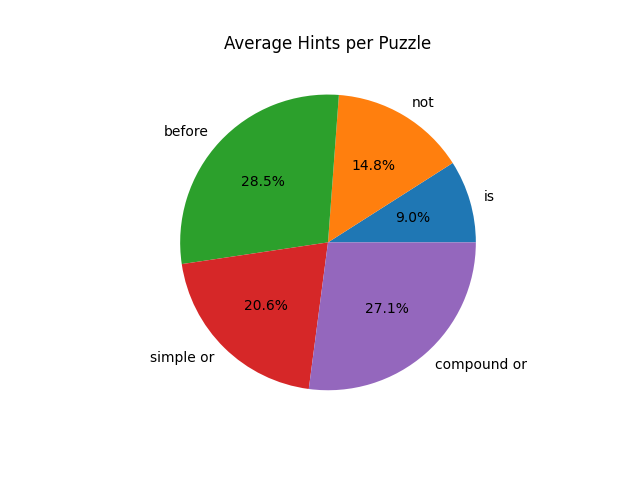 Average Hints per Puzzle
not
before
28.5%
14.8%
is
9.0%
20.6%
27.1%
simple or
compound or